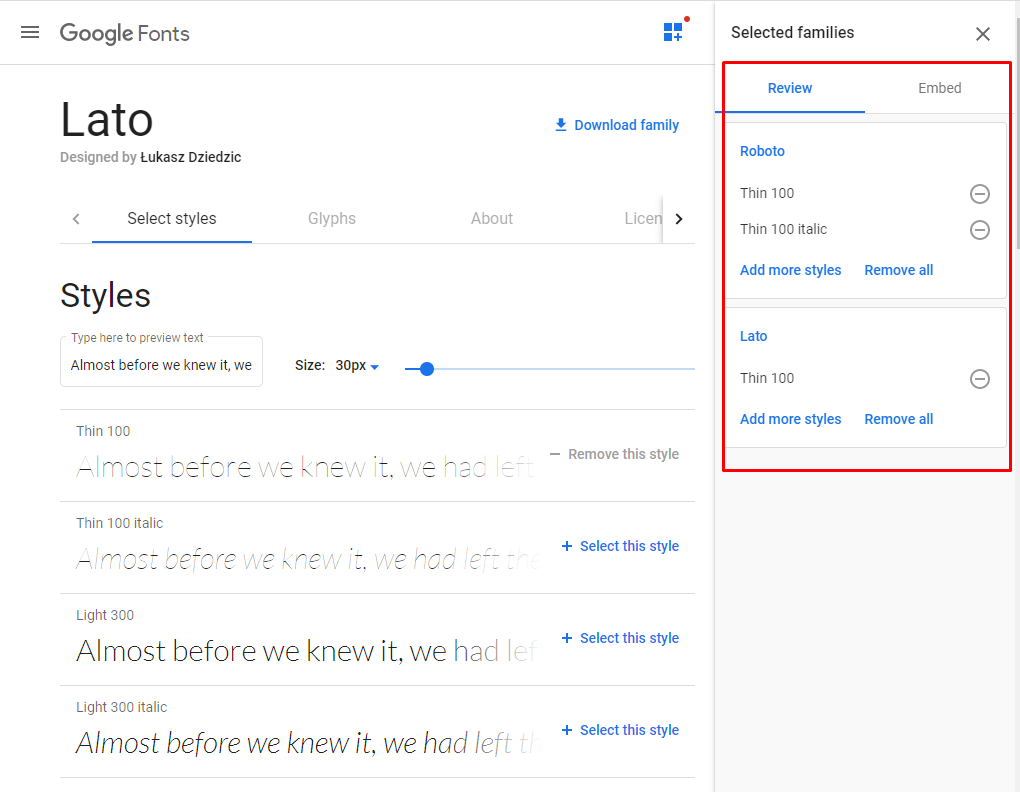 Google Fonts
Lato
Download family
Designed by Łukasz Dziedzic
Select styles
Glyphs
About
Licen
Styles
Type here to preview text
Almost before we knew it, we
Size: 30px
Thin 100
Almost before we knew it, we had left
Remove this style
Thin 100 italic
Almost before we knew it, we had left the
Select this style
Light 300
Almost before we knew it, we had lef
Select this style
Light 300 italic
Almost before we knew it, we had left th
Select this style
Selected families
Review
Embed
Roboto
Thin 100
Thin 100 italic
Add more styles
Remove all
Lato
Thin 100
Add more styles
Remove all